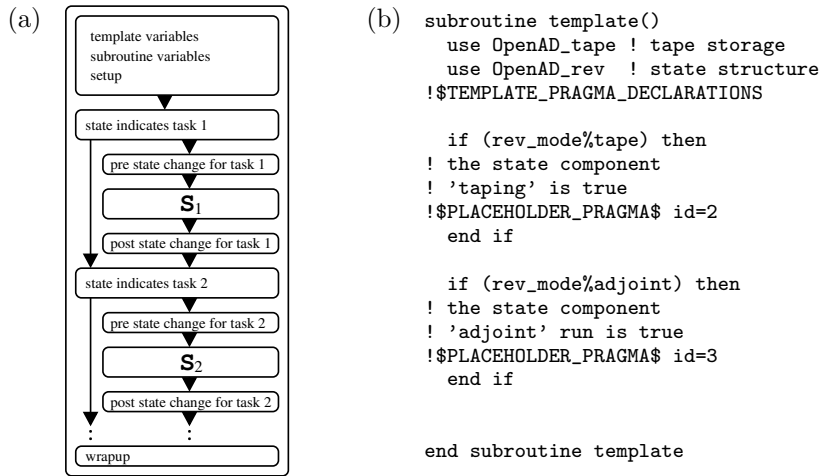 (a)
template variables
subroutine variables
setup
state indicates task 1
pre state change for task 1
S1
post state change for task 1
state indicates task 2
pre state change for task 2
S2
post state change for task 2
⋮ ⋮
wrapup
(b)
subroutine template()
use OpenAD_tape ! tape storage
use OpenAD_rev ! state structure
!$TEMPLATE_PRAGMA_DECLARATIONS
if (rev_mode%tape) then
! the state component
! 'taping' is true
!$PLACEHOLDER_PRAGMA$ id=2
end if
if (rev_mode%adjoint) then
! the state component
! 'adjoint' run is true
!$PLACEHOLDER_PRAGMA$ id=3
end if
end subroutine template